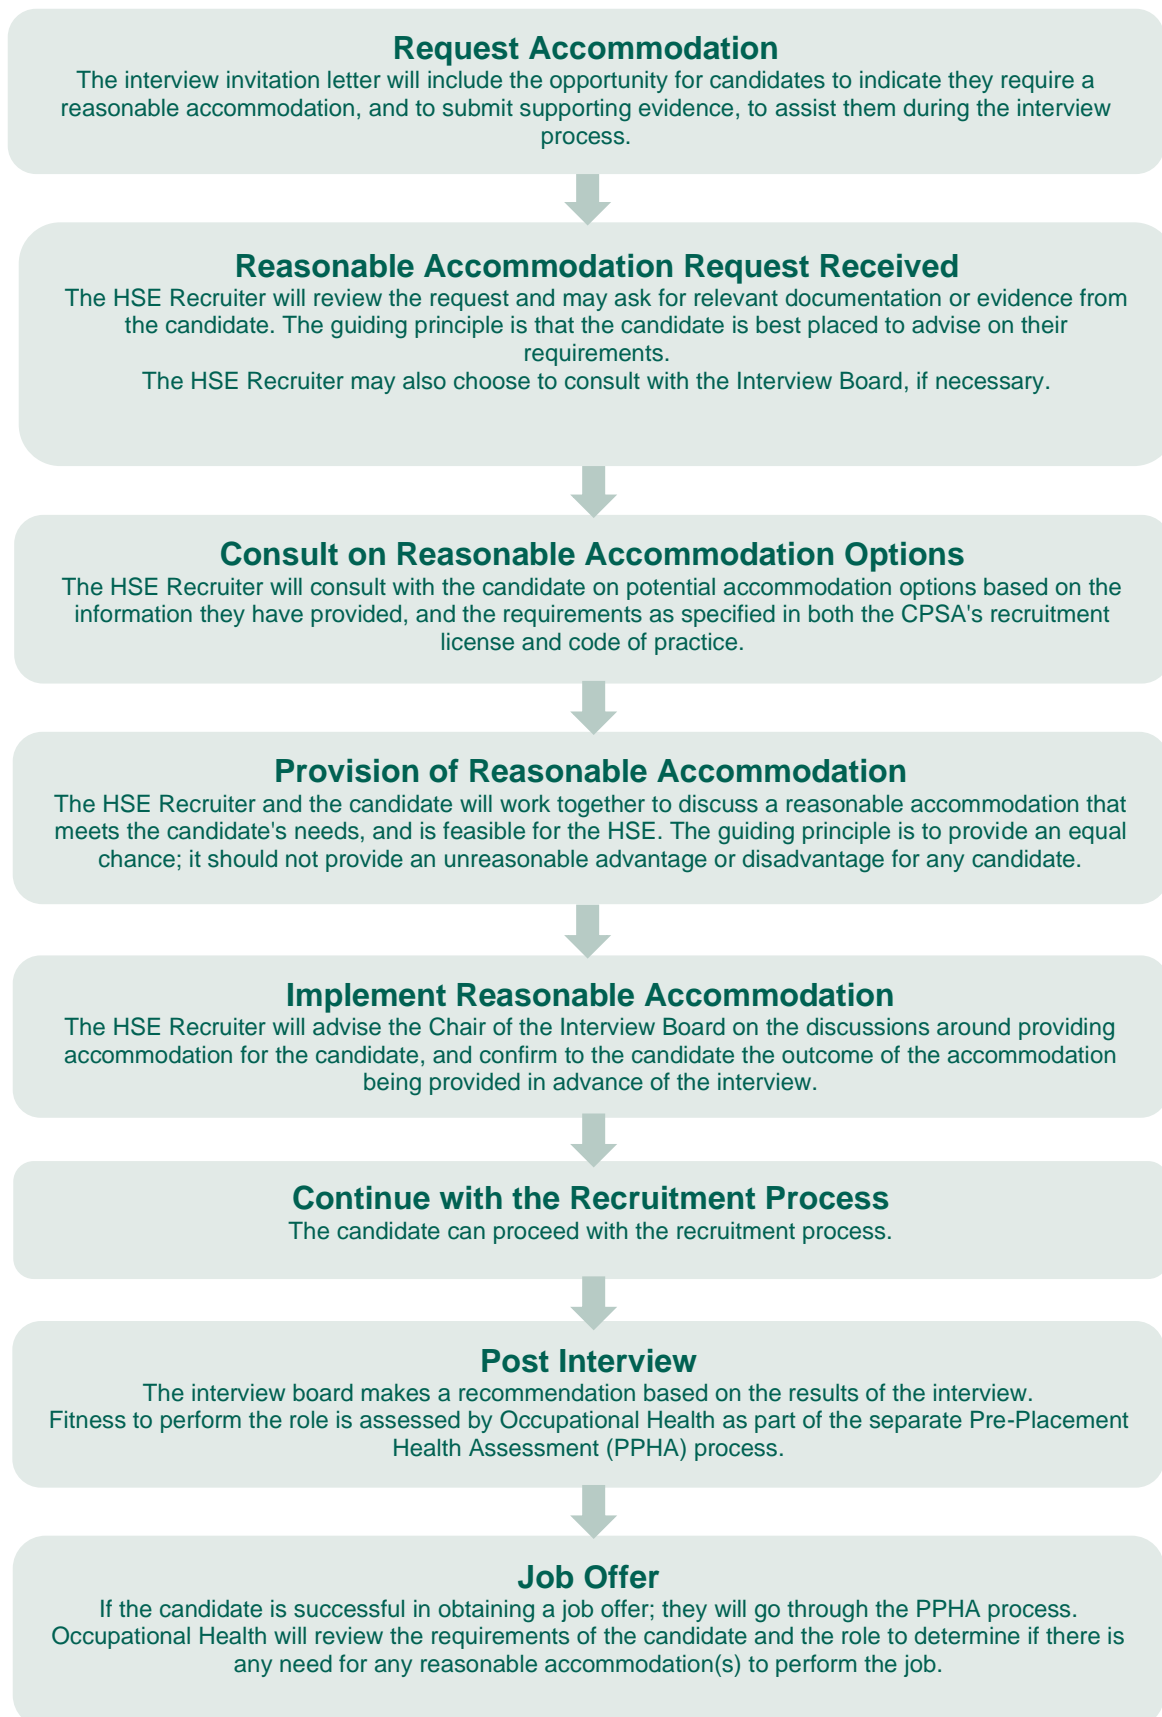 Request Accommodation
The interview invitation letter will include the opportunity for candidates to indicate they require a
reasonable accommodation, and to submit supporting evidence, to assist them during the interview
process.
Reasonable Accommodation Request Received
The HSE Recruiter will review the request and may ask for relevant documentation or evidence from
the candidate. The guiding principle is that the candidate is best placed to advise on their
requirements.
The HSE Recruiter may also choose to consult with the Interview Board, if necessary.
Consult on Reasonable Accommodation Options
The HSE Recruiter will consult with the candidate on potential accommodation options based on the
information they have provided, and the requirements as specified in both the CPSA's recruitment
license and code of practice.
Provision of Reasonable Accommodation
The HSE Recruiter and the candidate will work together to discuss a reasonable accommodation that
meets the candidate's needs, and is feasible for the HSE. The guiding principle is to provide an equal
chance; it should not provide an unreasonable advantage or disadvantage for any candidate.
Implement Reasonable Accommodation
The HSE Recruiter will advise the Chair of the Interview Board on the discussions around providing
accommodation for the candidate, and confirm to the candidate the outcome of the accommodation
being provided in advance of the interview.
Continue with the Recruitment Process
The candidate can proceed with the recruitment process.
Post Interview
The interview board makes a recommendation based on the results of the interview.
Fitness to perform the role is assessed by Occupational Health as part of the separate Pre-Placement
Health Assessment (PPHA) process.
Job Offer
If the candidate is successful in obtaining a job offer; they will go through the PPHA process.
Occupational Health will review the requirements of the candidate and the role to determine if there is
any need for any reasonable accommodation(s) to perform the job.